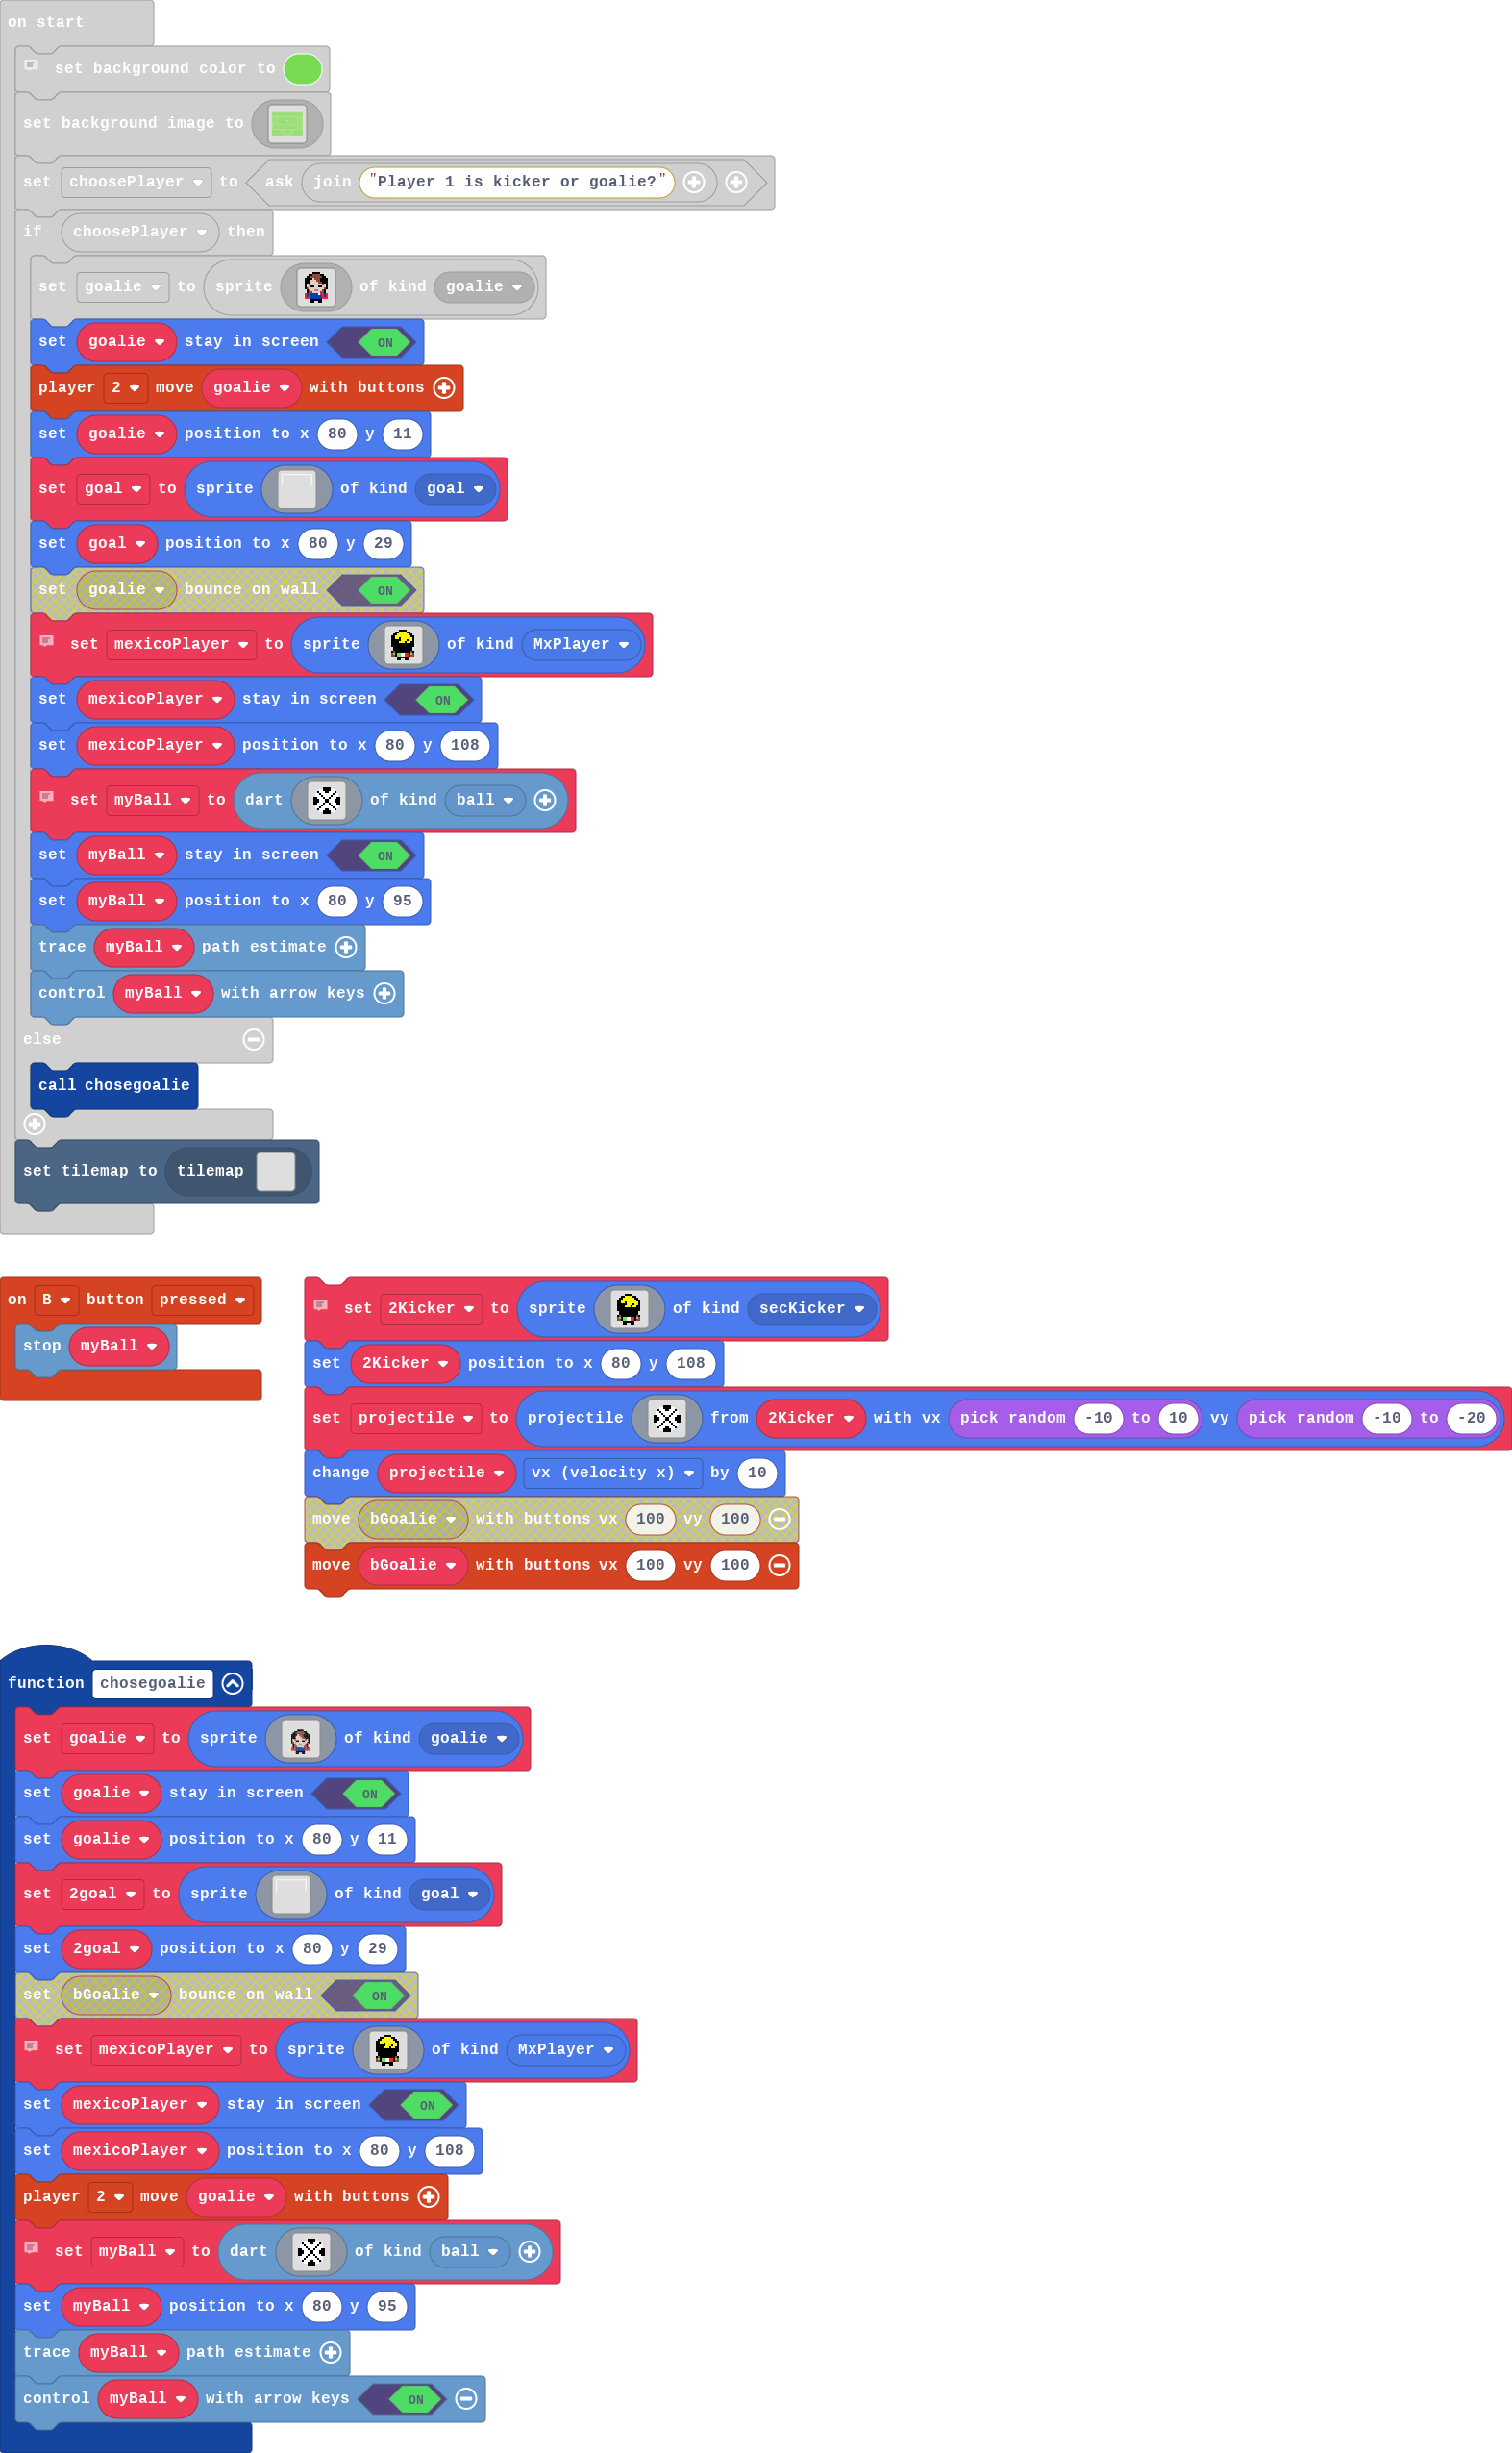 on start
set background color to
set background image to
set choosePlayer to ask join "Player 1 is kicker or goalie?"
if choosePlayer then
set goalie to sprite of kind goalie
set goalie stay in screen ON
player 2 move goalie with buttons
set goalie position to x 80 y 11
set goal to sprite of kind goal
set goal position to x 80 y 29
set goalie bounce on wall ON
set mexicoPlayer to sprite of kind MxPlayer
set mexicoPlayer stay in screen ON
set mexicoPlayer position to x 80 y 108
set myBall to dart of kind ball
set myBall stay in screen ON
set myBall position to x 80 y 95
trace myBall path estimate
control myBall with arrow keys
else
call chosegoalie
set tilemap to tilemap
on B button pressed
stop myBall
set 2Kicker to sprite of kind secKicker
set 2Kicker position to x 80 y 108
set projectile to projectile from 2Kicker with vx pick random -10 to 10 vy pick random -10 to -20
change projectile vx (velocity x) by 10
move bGoalie with buttons vx 100 vy 100
move bGoalie with buttons vx 100 vy 100
function chosegoalie
set goalie to sprite of kind goalie
set goalie stay in screen ON
set goalie position to x 80 y 11
set 2goal to sprite of kind goal
set 2goal position to x 80 y 29
set bGoalie bounce on wall ON
set mexicoPlayer to sprite of kind MxPlayer
set mexicoPlayer stay in screen ON
set mexicoPlayer position to x 80 y 108
player 2 move goalie with buttons
set myBall to dart of kind ball
set myBall position to x 80 y 95
trace myBall path estimate
control myBall with arrow keys ON